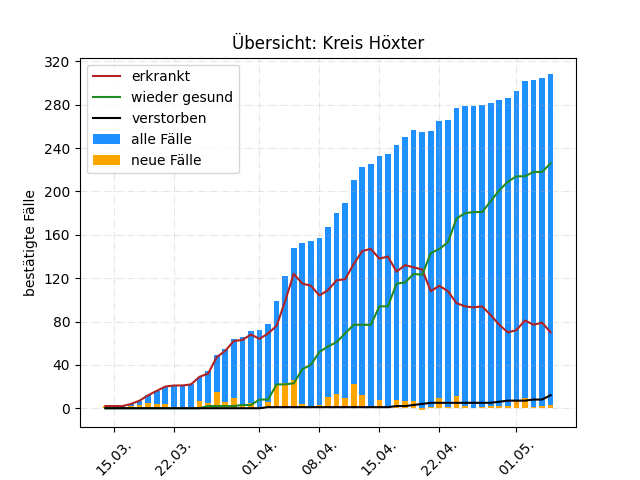 Übersicht: Kreis Höxter
bestätigte Fälle
320
280
240
200
160
120
80
40
0
erkrankt
wieder gesund
verstorben
alle Fälle
neue Fälle
15.03.
22.03.
01.04.
08.04.
15.04.
22.04.
01.05.